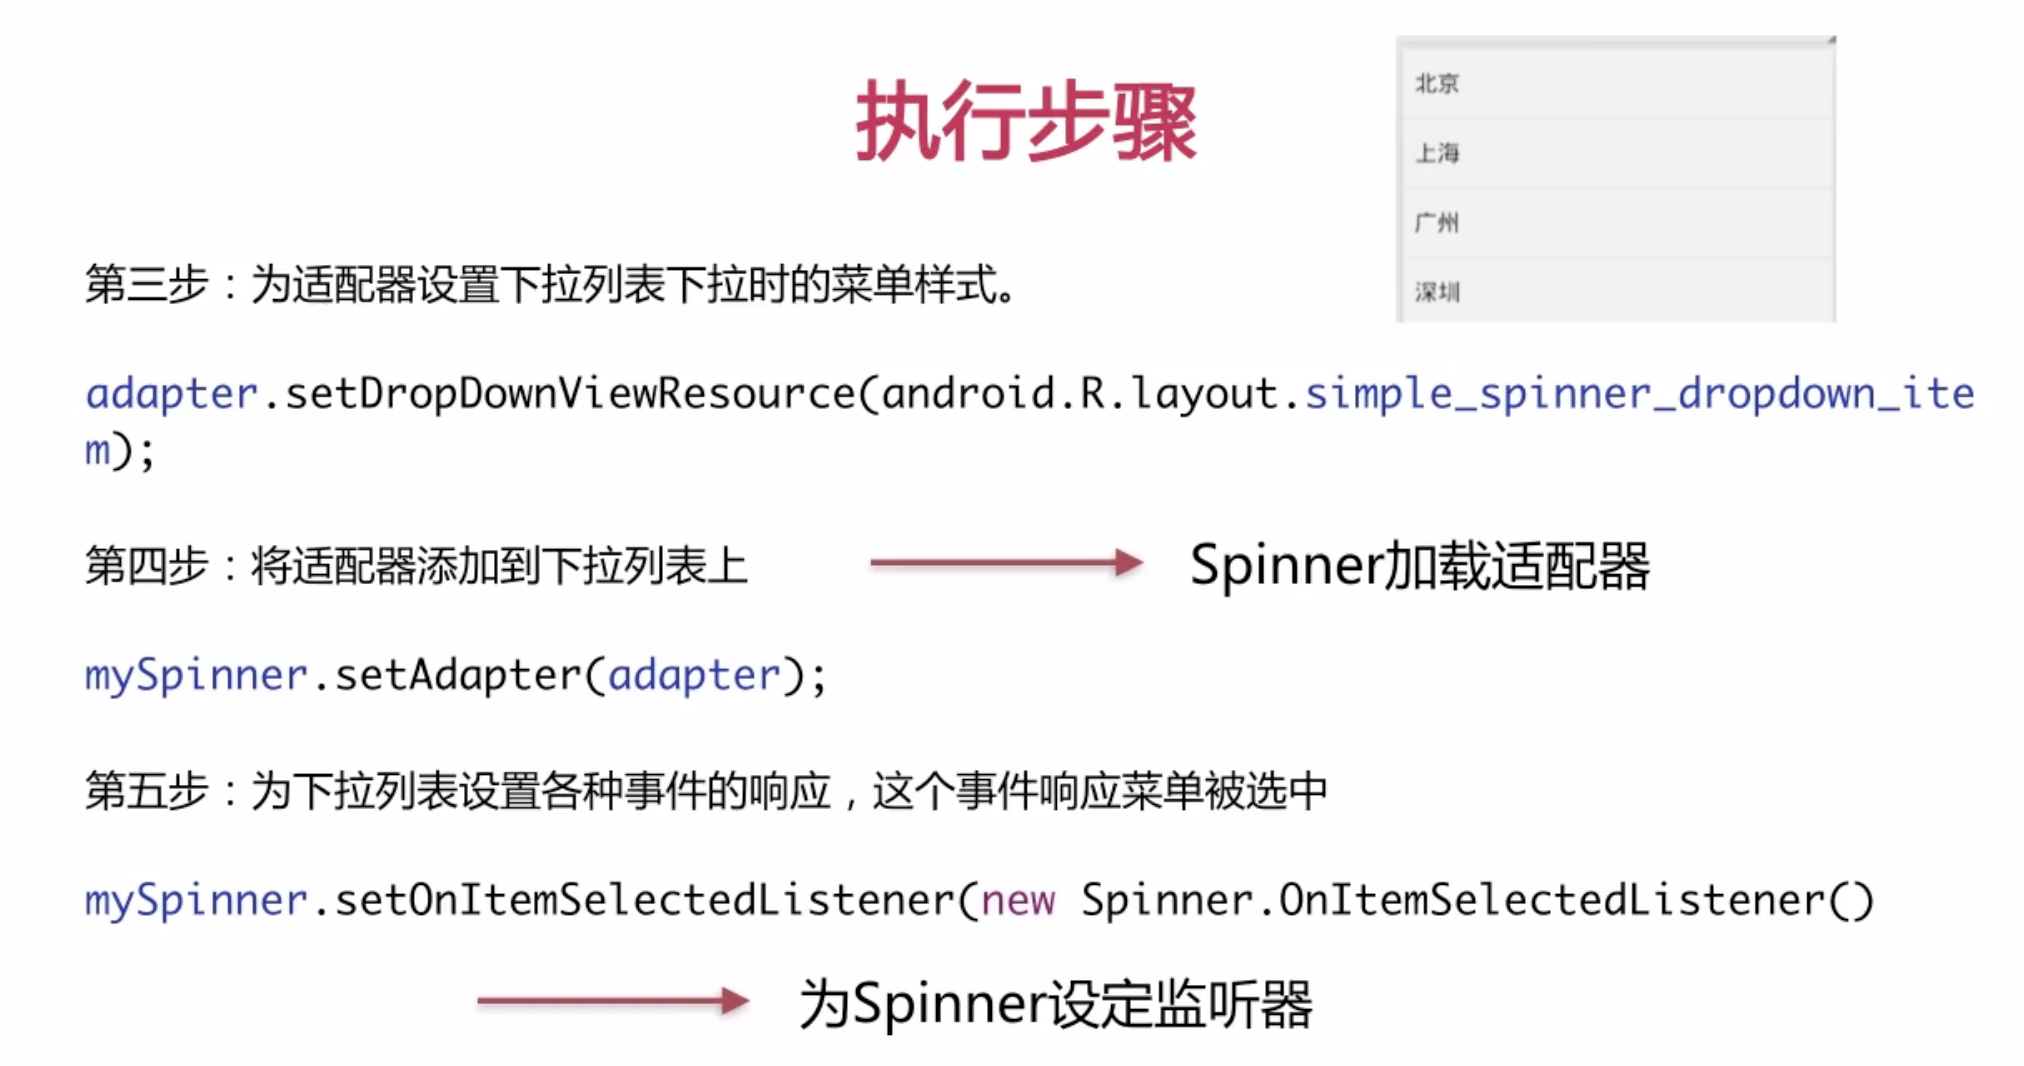 执行步骤
北京
上海
广州
深圳
第三步：为适配器设置下拉列表下拉时的菜单样式。
adapter.setDropDownViewResource(android.R.layout.simple_spinner_dropdown_ite
m);
第四步：将适配器添加到下拉列表上
Spinner加载适配器
mySpinner.setAdapter(adapter);
第五步：为下拉列表设置各种事件的响应，这个事件响应菜单被选中
mySpinner.setOnItemSelectedListener(new Spinner.OnItemSelectedListener()
为Spinner设定监听器